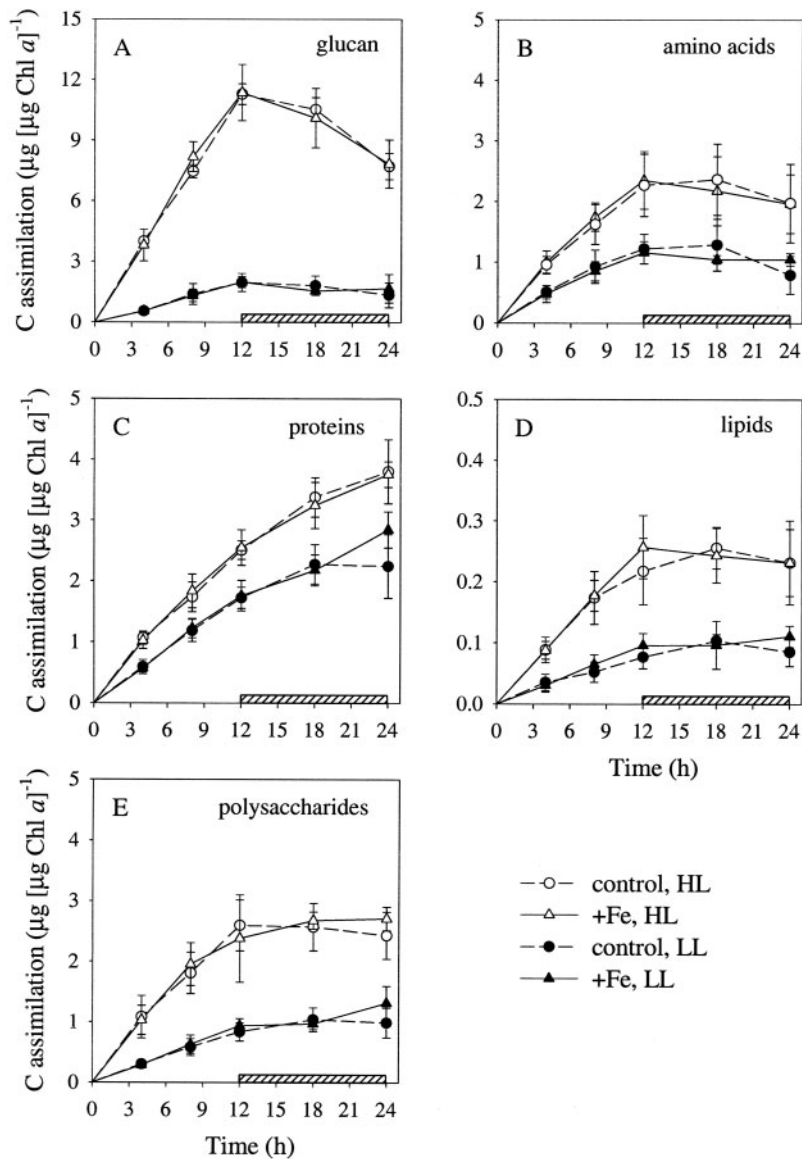 A glucan
C assimilation (µg [µg Chl a]-1)
15
12
9
6
3
0
0 3 6 9 12 15 18 21 24
B amino acids
5
4
3
2
1
0
0 3 6 9 12 15 18 21 24
C proteins
C assimilation (µg [µg Chl a]-1)
5
4
3
2
1
0
0 3 6 9 12 15 18 21 24
D lipids
0.5
0.4
0.3
0.2
0.1
0.0
0 3 6 9 12 15 18 21 24
Time (h)
E polysaccharides
C assimilation (µg [µg Chl a]-1)
5
4
3
2
1
0
0 3 6 9 12 15 18 21 24
Time (h)
control, HL
+Fe, HL
control, LL
+Fe, LL